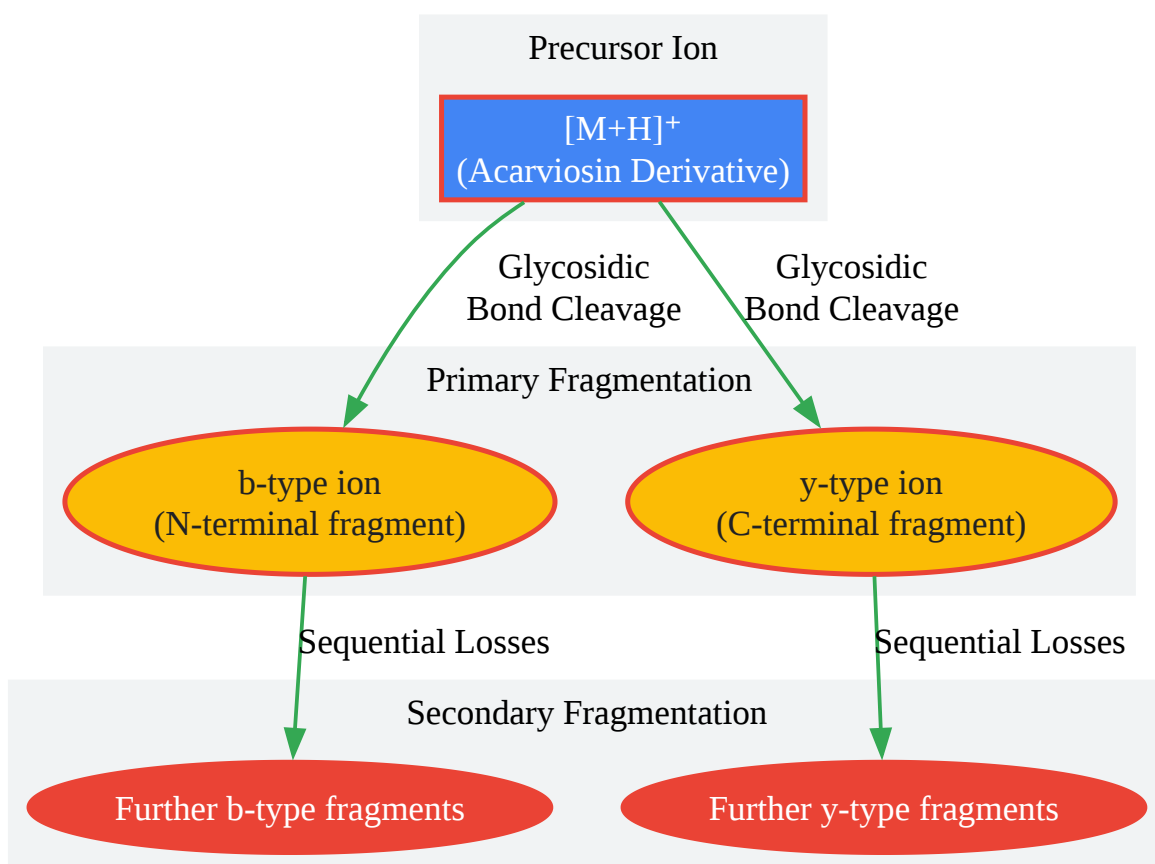 Precursor Ion
[M+H]⁺
(Acarviosin Derivative)
Glycosidic
Bond Cleavage
Glycosidic
Bond Cleavage
Primary Fragmentation
b-type ion
(N-terminal fragment)
y-type ion
(C-terminal fragment)
Sequential Losses
Sequential Losses
Secondary Fragmentation
Further b-type fragments
Further y-type fragments